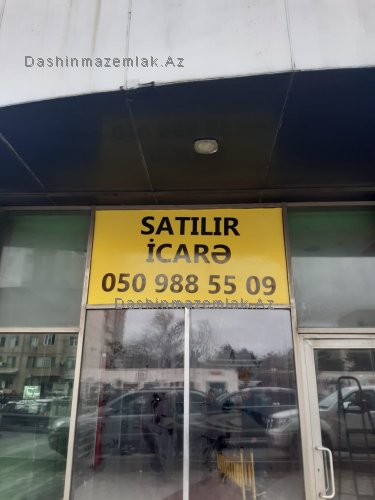 Dashinmazemlak.Az
SATILIR
İCARƏ
050 988 55 09
Dashinmazemlak.Az